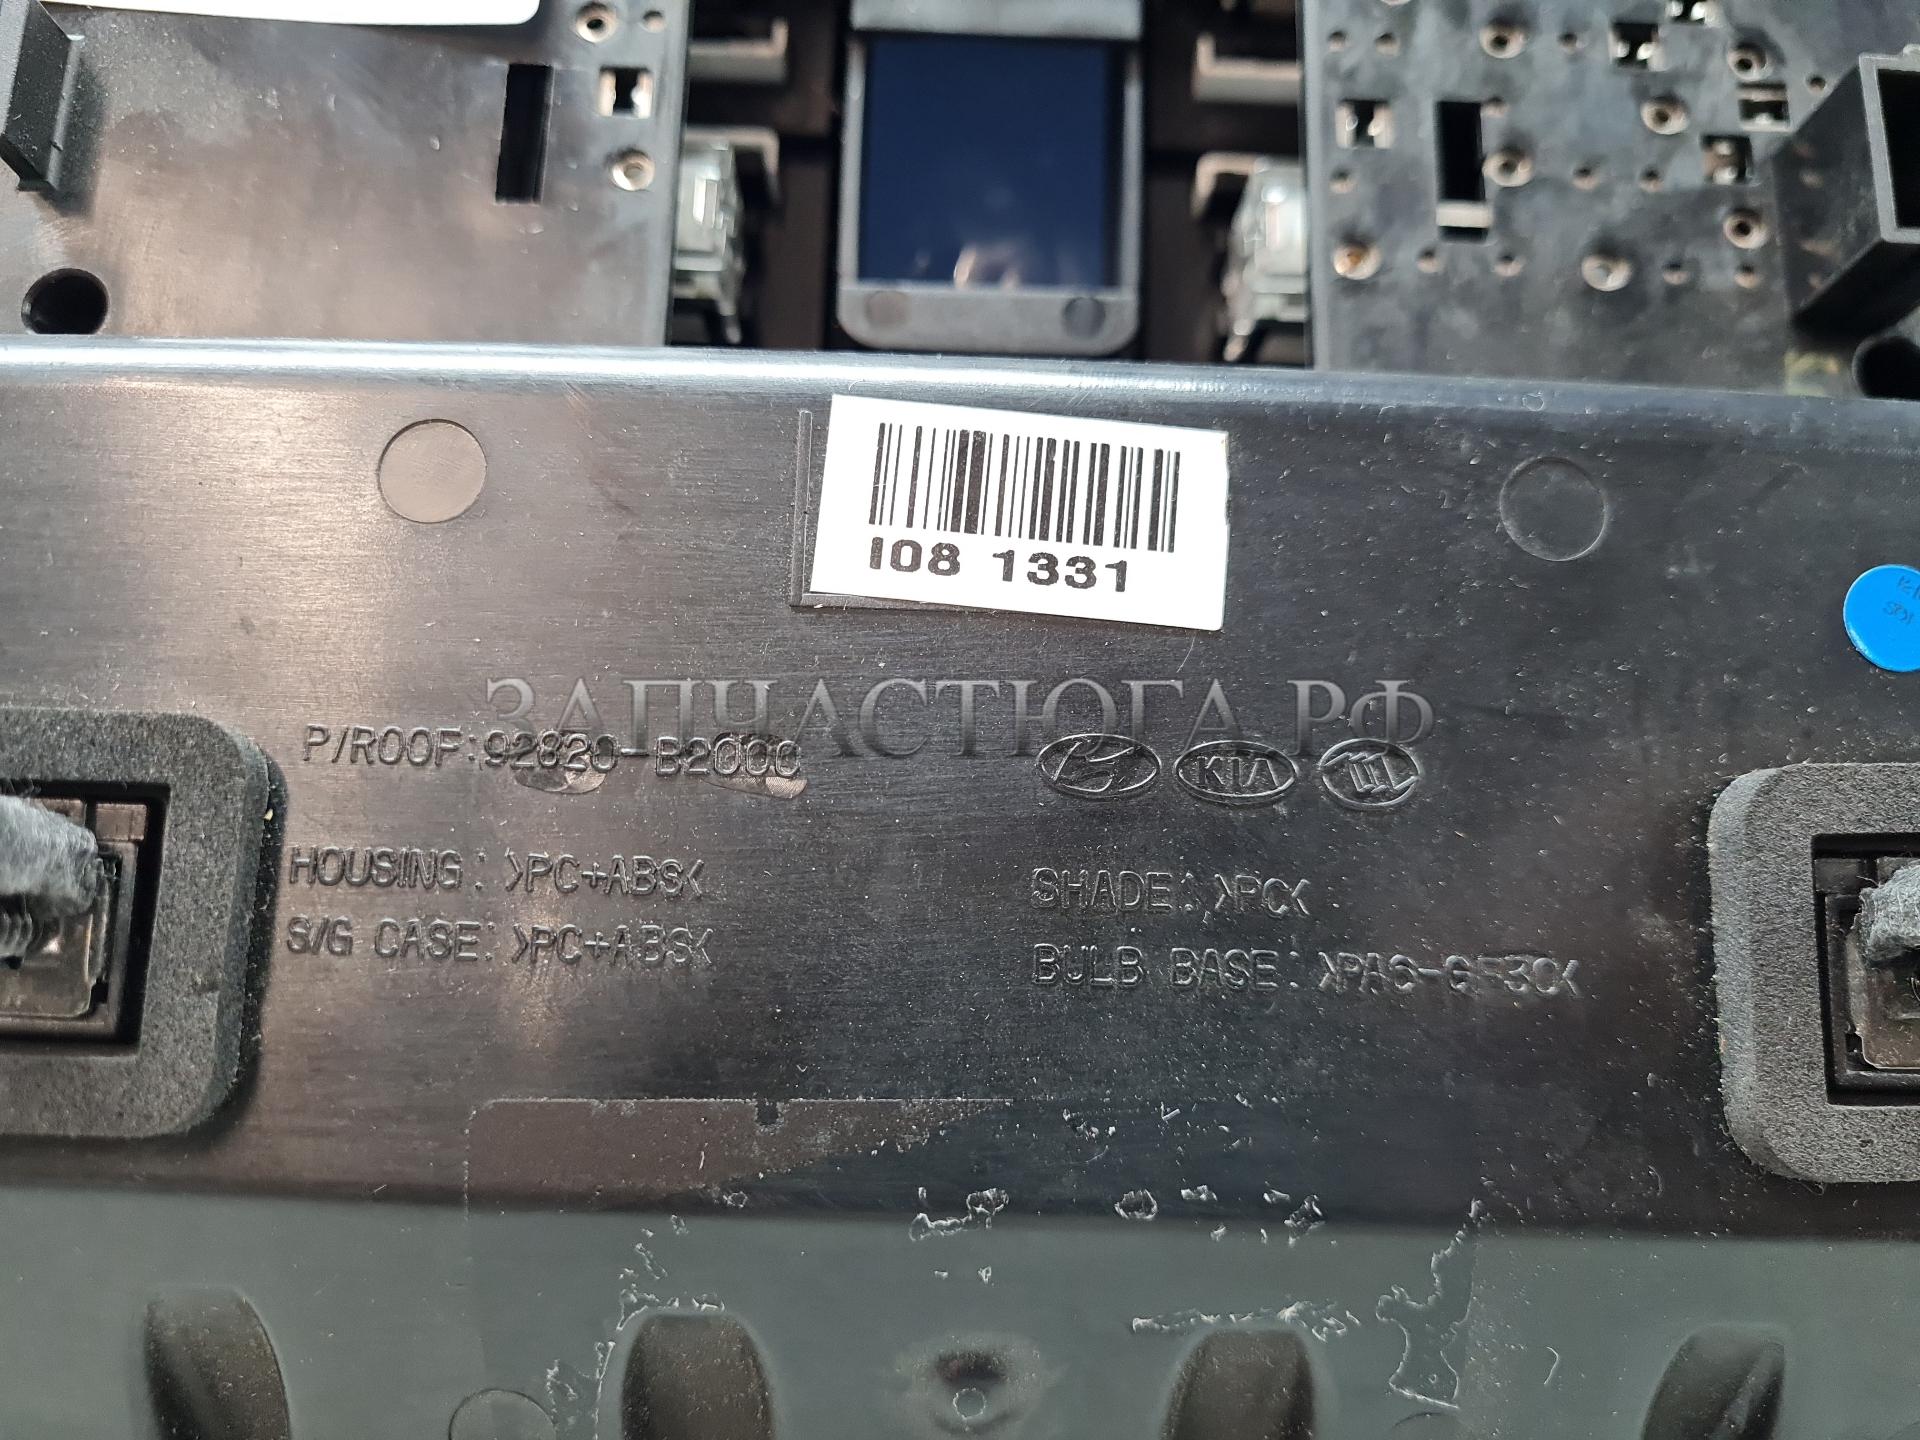 I08 1331
ЗАПЧАСТЮГА.РФ
P/ROOF:92820-B2000
KIA
HOUSING: >PC+ABS<
SHADE: >PC<
S/G CASE: >PC+ABS<
BULB BASE: >PA6-GF30<